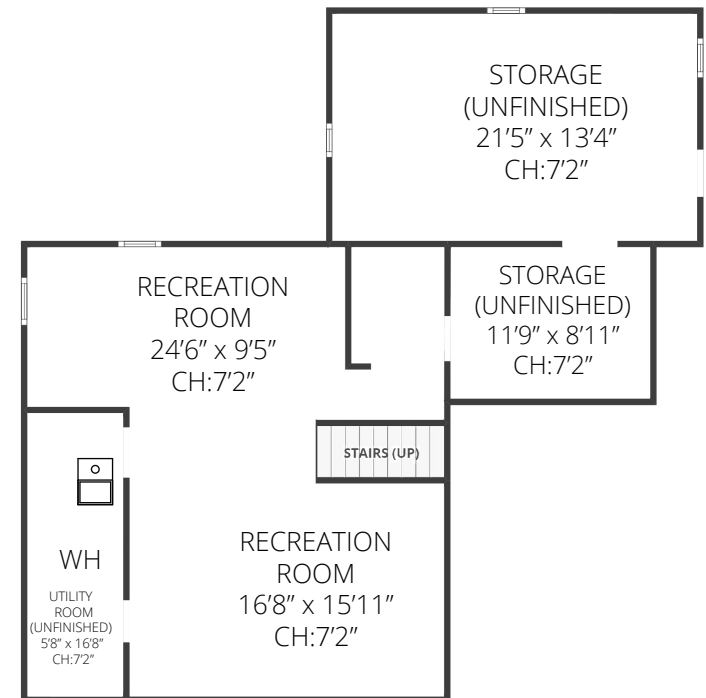 STORAGE
(UNFINISHED)
21’5” x 13’4”
CH:7’2”
RECREATION
ROOM
24’6” x 9’5”
CH:7’2”
STORAGE
(UNFINISHED)
11’9” x 8’11”
CH:7’2”
STAIRS (UP)
WH
UTILITY
ROOM
(UNFINISHED)
5’8” x 16’8”
CH:7’2”
RECREATION
ROOM
16’8” x 15’11”
CH:7’2”